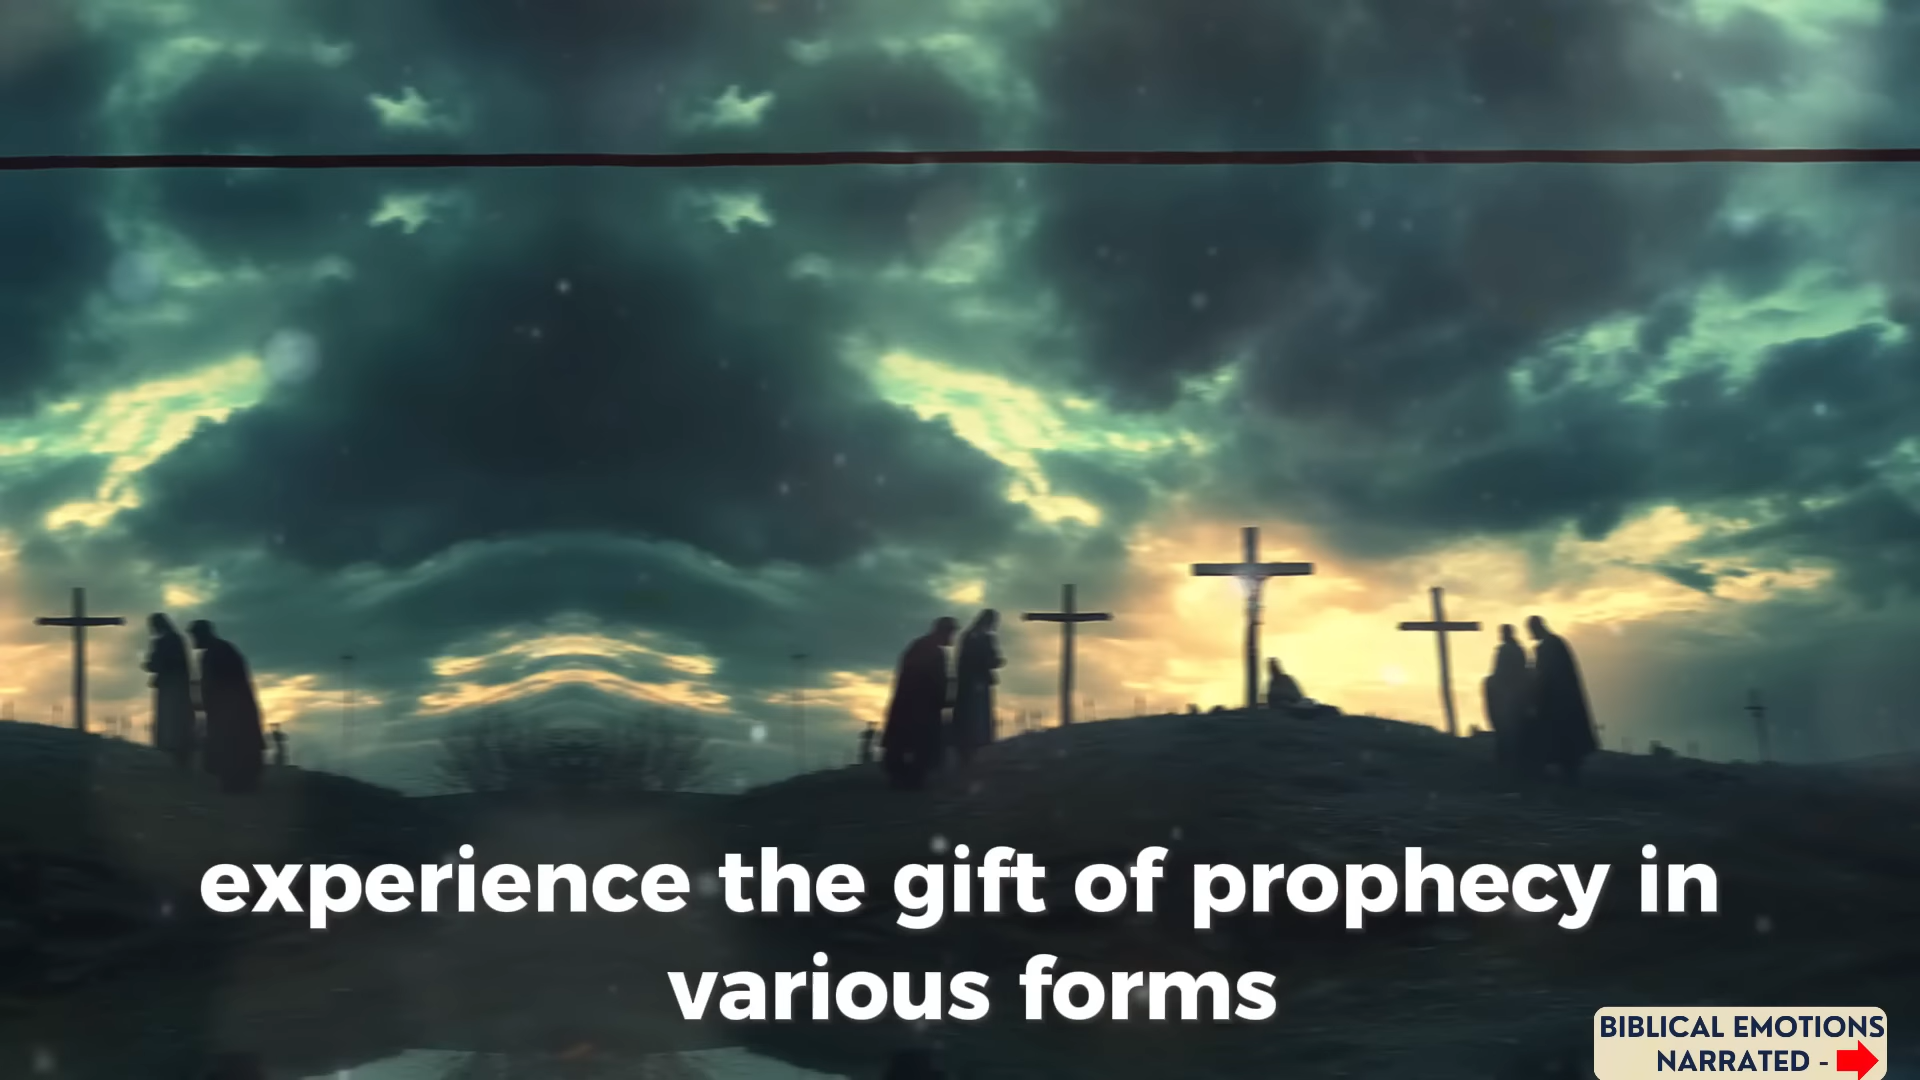 experience the gift of prophecy in
various forms
BIBLICAL EMOTIONS
NARRATED -